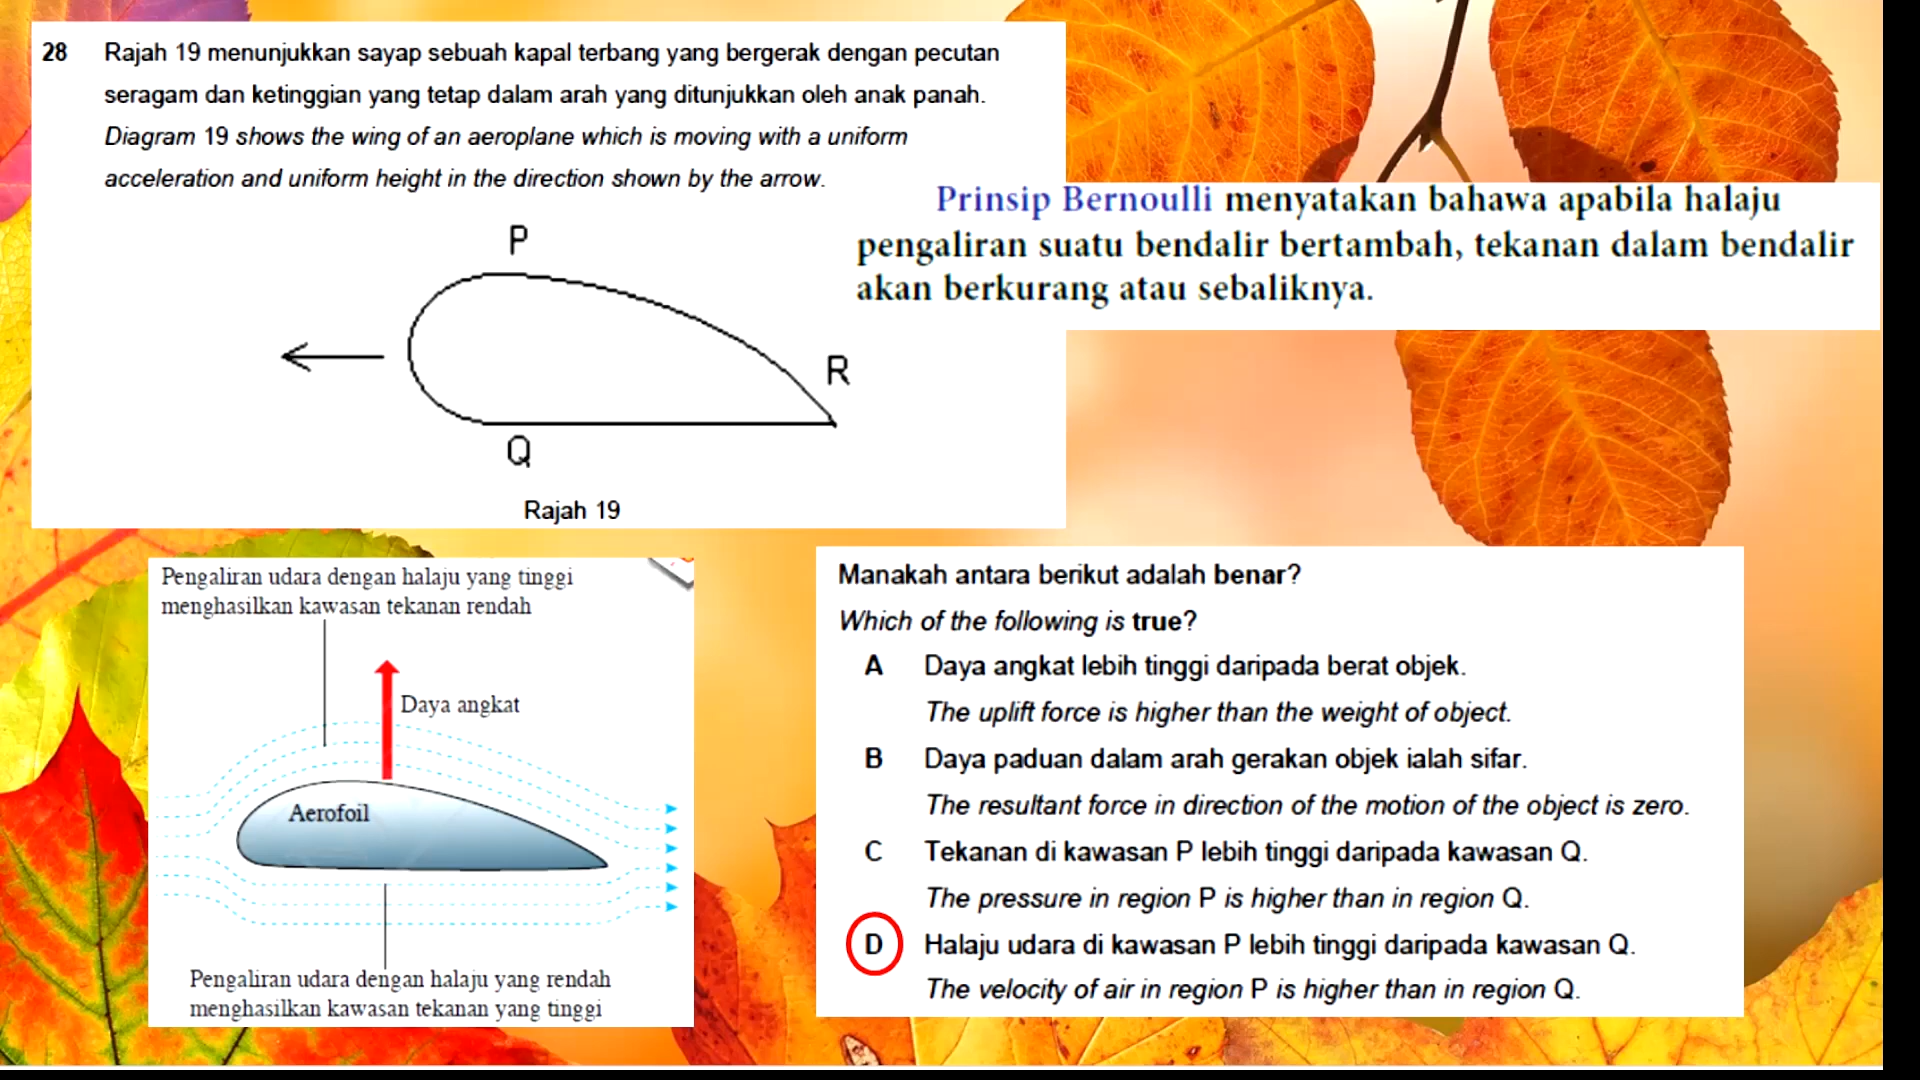 28 Rajah 19 menunjukkan sayap sebuah kapal terbang yang bergerak dengan pecutan
seragam dan ketinggian yang tetap dalam arah yang ditunjukkan oleh anak panah.
Diagram 19 shows the wing of an aeroplane which is moving with a uniform
acceleration and uniform height in the direction shown by the arrow.
P
R
Q
Rajah 19
Prinsip Bernoulli menyatakan bahawa apabila halaju
pengaliran suatu bendalir bertambah, tekanan dalam bendalir
akan berkurang atau sebaliknya.
Pengaliran udara dengan halaju yang tinggi
menghasilkan kawasan tekanan rendah
Daya angkat
Aerofoil
Pengaliran udara dengan halaju yang rendah
menghasilkan kawasan tekanan yang tinggi
Manakah antara berikut adalah benar?
Which of the following is true?
A Daya angkat lebih tinggi daripada berat objek.
The uplift force is higher than the weight of object.
B Daya paduan dalam arah gerakan objek ialah sifar.
The resultant force in direction of the motion of the object is zero.
C Tekanan di kawasan P lebih tinggi daripada kawasan Q.
The pressure in region P is higher than in region Q.
D Halaju udara di kawasan P lebih tinggi daripada kawasan Q.
The velocity of air in region P is higher than in region Q.